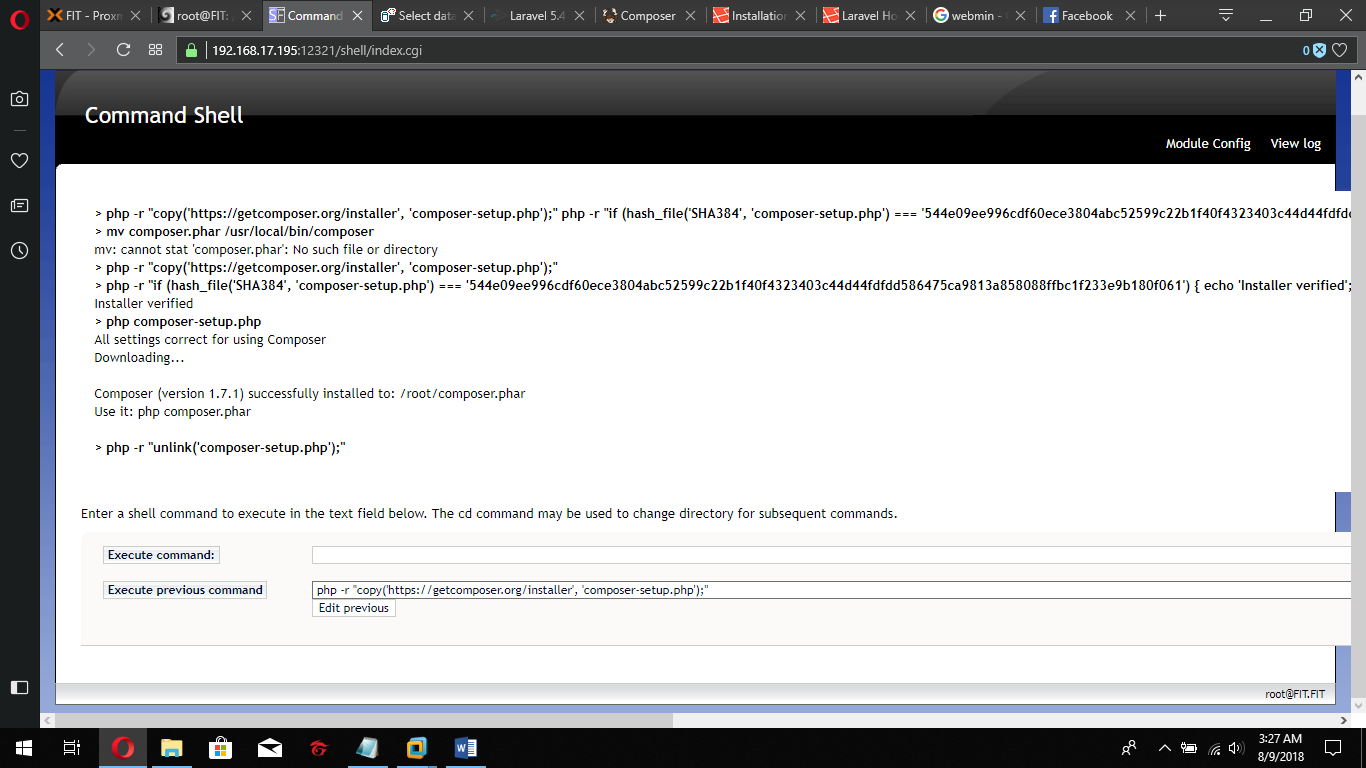 FIT - Proxm
root@FIT:
Command
Select data
Laravel 5.4
Composer
Installation
Laravel Ho
webmin -
Facebook
192.168.17.195:12321/shell/index.cgi
0
Command Shell
Module Config View log
> php -r "copy('https://getcomposer.org/installer', 'composer-setup.php');" php -r "if (hash_file('SHA384', 'composer-setup.php') === '544e09ee996cdf60ece3804abc52599c22b1f40f4323403c44d44fdfdd
> mv composer.phar /usr/local/bin/composer
mv: cannot stat 'composer.phar': No such file or directory
> php -r "copy('https://getcomposer.org/installer', 'composer-setup.php');"
> php -r "if (hash_file('SHA384', 'composer-setup.php') === '544e09ee996cdf60ece3804abc52599c22b1f40f4323403c44d44fdfdd586475ca9813a858088ffbc1f233e9b180f061') { echo 'Installer verified';
Installer verified
> php composer-setup.php
All settings correct for using Composer
Downloading...
Composer (version 1.7.1) successfully installed to: /root/composer.phar
Use it: php composer.phar
> php -r "unlink('composer-setup.php');"
Enter a shell command to execute in the text field below. The cd command may be used to change directory for subsequent commands.
Execute command:
Execute previous command php -r "copy('https://getcomposer.org/installer', 'composer-setup.php');"
Edit previous
root@FIT.FIT
3:27 AM
8/9/2018